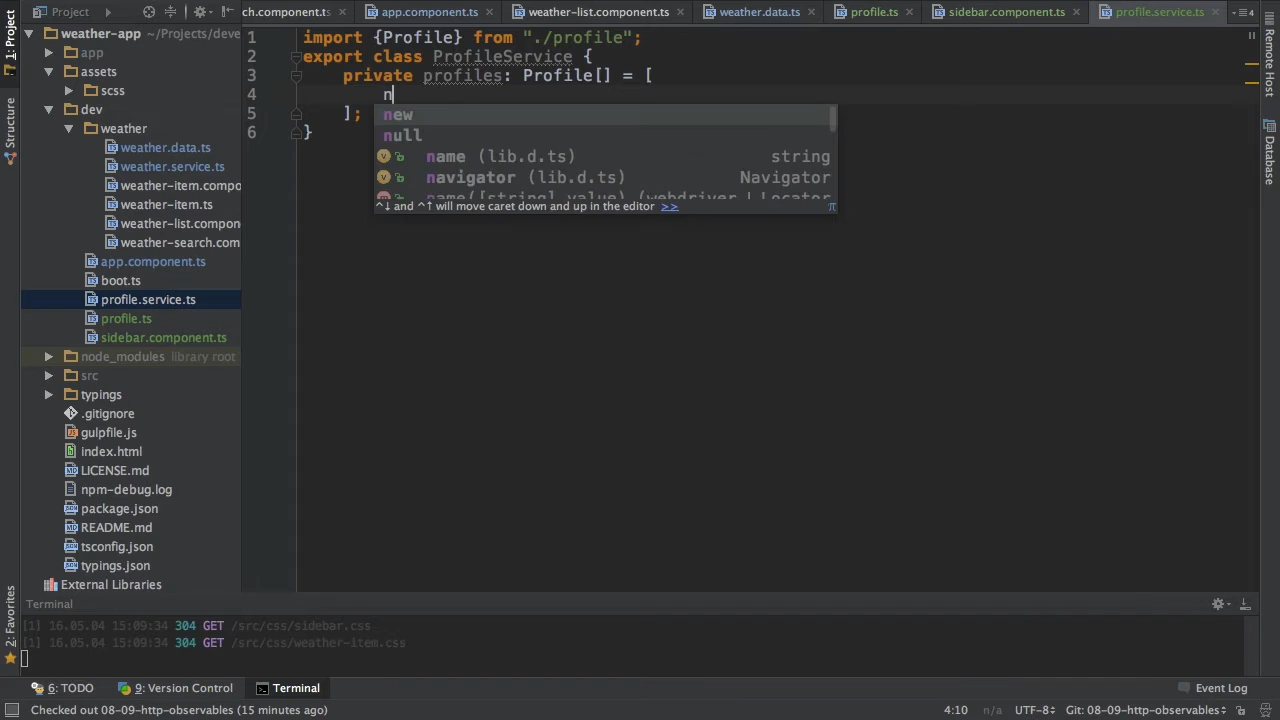 Project
ch.component.ts
app.component.ts
weather-list.component.ts
weather.data.ts
profile.ts
sidebar.component.ts
profile.service.ts
4
1: Project
Structure
2: Favorites
Remote Host
Database
weather-app ~/Projects/deve
app
assets
scss
dev
weather
weather.data.ts
weather.service.ts
weather-item.compo
weather-item.ts
weather-list.compon
weather-search.com
app.component.ts
boot.ts
profile.service.ts
profile.ts
sidebar.component.ts
node_modules library root
src
typings
.gitignore
gulpfile.js
index.html
LICENSE.md
npm-debug.log
package.json
README.md
tsconfig.json
typings.json
External Libraries
1 import {Profile} from "./profile";
2 export class ProfileService {
3 private profiles: Profile[] = [
4 n
5 ];
6 }
new
null
name (lib.d.ts) string
navigator (lib.d.ts) Navigator
name([string] value) (webdriver.Locator
^↓ and ^↑ will move caret down and up in the editor >> π
Terminal
[1] 16.05.04 15:09:34 304 GET /src/css/sidebar.css
[1] 16.05.04 15:09:34 304 GET /src/css/weather-item.css
6: TODO
9: Version Control
Terminal
Event Log
Checked out 08-09-http-observables (15 minutes ago)
4:10 n/a UTF-8 Git: 08-09-http-observables